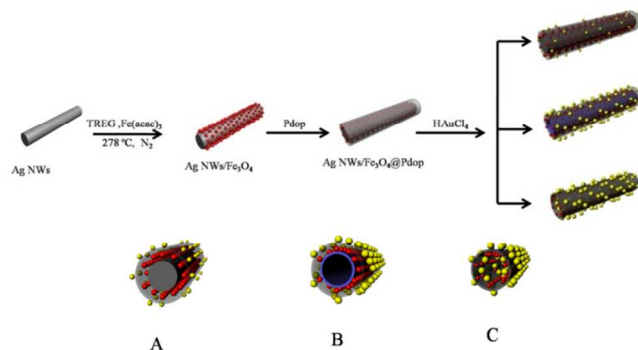 TREG ,Fe(acac)₃
278 ℃, N₂
Pdop
HAuCl₄
Ag NWs
Ag NWs/Fe₃O₄
Ag NWs/Fe₃O₄@Pdop
A
B
C